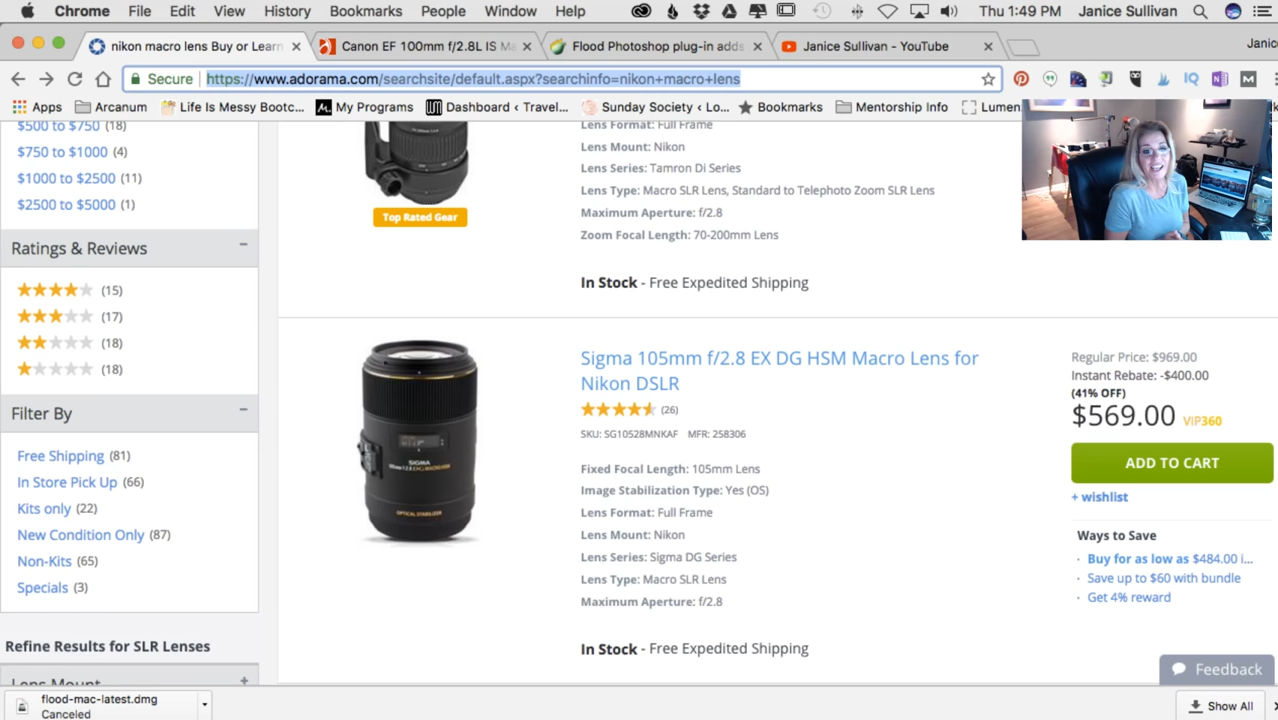 Chrome File Edit View History Bookmarks People Window Help Thu 1:49 PM Janice Sullivan
nikon macro lens Buy or Learn
Canon EF 100mm f/2.8L IS Ma
Flood Photoshop plug-in adds
Janice Sullivan - YouTube
Janic
Secure https://www.adorama.com/searchsite/default.aspx?searchinfo=nikon+macro+lens
Apps Arcanum Life Is Messy Bootc... My Programs Dashboard ‹ Travel... Sunday Society ‹ Lo... Bookmarks Mentorship Info Lumen
$500 to $750 (18)
$750 to $1000 (4)
$1000 to $2500 (11)
$2500 to $5000 (1)
Ratings & Reviews
(15)
(17)
(18)
(18)
Filter By
Free Shipping (81)
In Store Pick Up (66)
Kits only (22)
New Condition Only (87)
Non-Kits (65)
Specials (3)
Refine Results for SLR Lenses
Lens Mount
Top Rated Gear
Lens Format: Full Frame
Lens Mount: Nikon
Lens Series: Tamron Di Series
Lens Type: Macro SLR Lens, Standard to Telephoto Zoom SLR Lens
Maximum Aperture: f/2.8
Zoom Focal Length: 70-200mm Lens
In Stock - Free Expedited Shipping
SIGMA
OPTICAL STABILIZER
Sigma 105mm f/2.8 EX DG HSM Macro Lens for
Nikon DSLR
(26)
SKU: SG10528MNKAF MFR: 258306
Fixed Focal Length: 105mm Lens
Image Stabilization Type: Yes (OS)
Lens Format: Full Frame
Lens Mount: Nikon
Lens Series: Sigma DG Series
Lens Type: Macro SLR Lens
Maximum Aperture: f/2.8
In Stock - Free Expedited Shipping
Regular Price: $969.00
Instant Rebate: -$400.00
(41% OFF)
$569.00 VIP360
ADD TO CART
+ wishlist
Ways to Save
· Buy for as low as $484.00 i...
· Save up to $60 with bundle
· Get 4% reward
Feedback
flood-mac-latest.dmg
Canceled
Show All